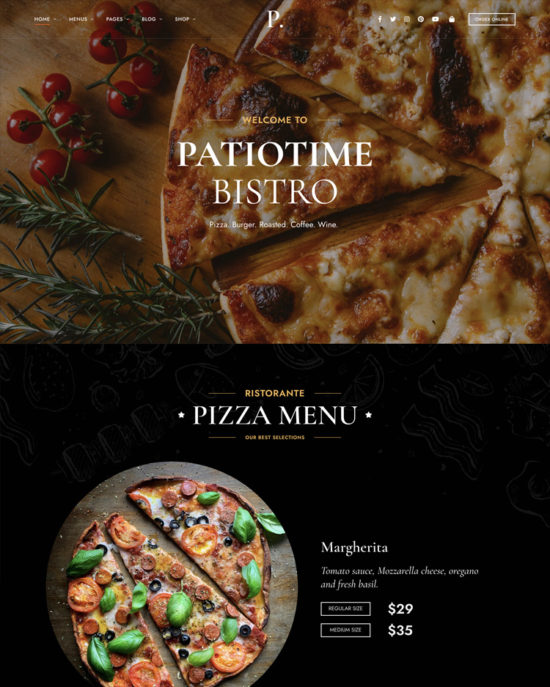 HOME MENUS PAGES BLOG SHOP
P.
ORDER ONLINE
WELCOME TO
PATIOTIME
BISTRO
Pizza. Burger. Roasted. Coffee. Wine.
RISTORANTE
PIZZA MENU
OUR BEST SELECTIONS
Margherita
Tomato sauce, Mozzarella cheese, oregano
and fresh basil.
REGULAR SIZE $29
MEDIUM SIZE $35